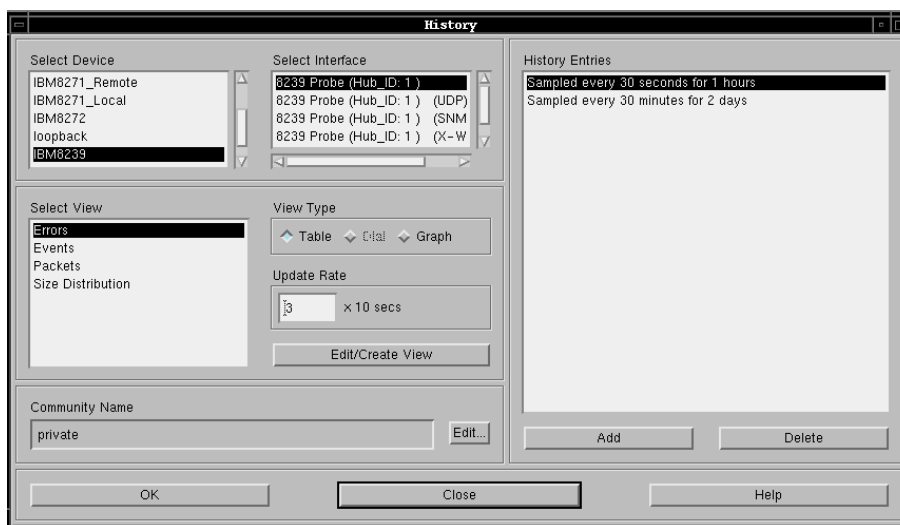 History
Select Device
IBM8271_Remote
IBM8271_Local
IBM8272
loopback
IBM8239
Select Interface
8239 Probe (Hub_ID: 1 )
8239 Probe (Hub_ID: 1 ) (UDP)
8239 Probe (Hub_ID: 1 ) (SNM
8239 Probe (Hub_ID: 1 ) (X-W
History Entries
Sampled every 30 seconds for 1 hours
Sampled every 30 minutes for 2 days
Select View
Errors
Events
Packets
Size Distribution
View Type
Table Dial Graph
Update Rate
3 x 10 secs
Edit/Create View
Community Name
private
Edit...
Add Delete
OK Close Help